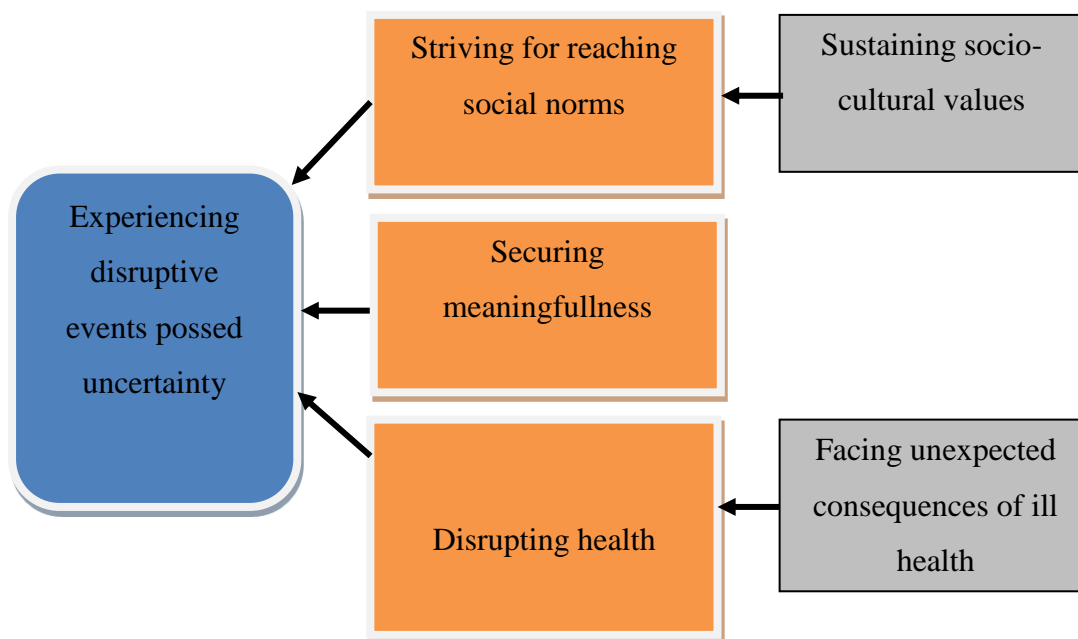 Striving for reaching
social norms
Sustaining socio-
cultural values
Experiencing
disruptive
events possed
uncertainty
Securing
meaningfullness
Disrupting health
Facing unexpected
consequences of ill
health